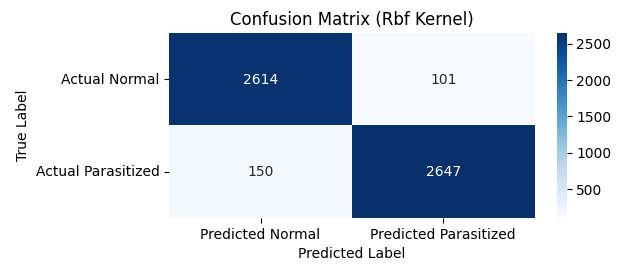 Confusion Matrix (Rbf Kernel)
True Label
Actual Normal
2614
101
Actual Parasitized
150
2647
Predicted Normal
Predicted Parasitized
Predicted Label
2500
2000
1500
1000
500